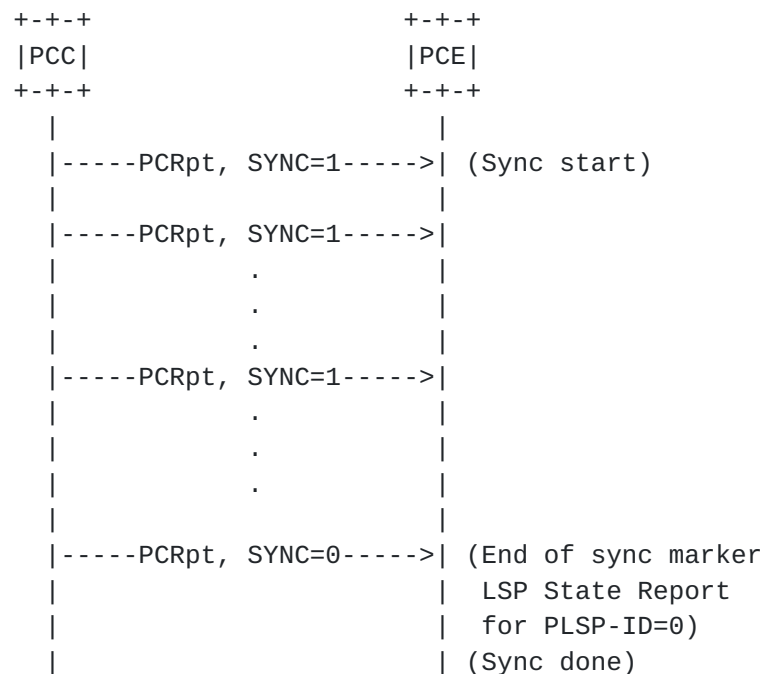 +-+-+                    +-+-+
|PCC|                    |PCE|
+-+-+                    +-+-+
  |                        |
  |-----PCRpt, SYNC=1----->| (Sync start)
  |                        |
  |-----PCRpt, SYNC=1----->|
  |            .           |
  |            .           |
  |            .           |
  |-----PCRpt, SYNC=1----->|
  |            .           |
  |            .           |
  |            .           |
  |                        |
  |-----PCRpt, SYNC=0----->| (End of sync marker
  |                        |  LSP State Report
  |                        |  for PLSP-ID=0)
  |                        | (Sync done)